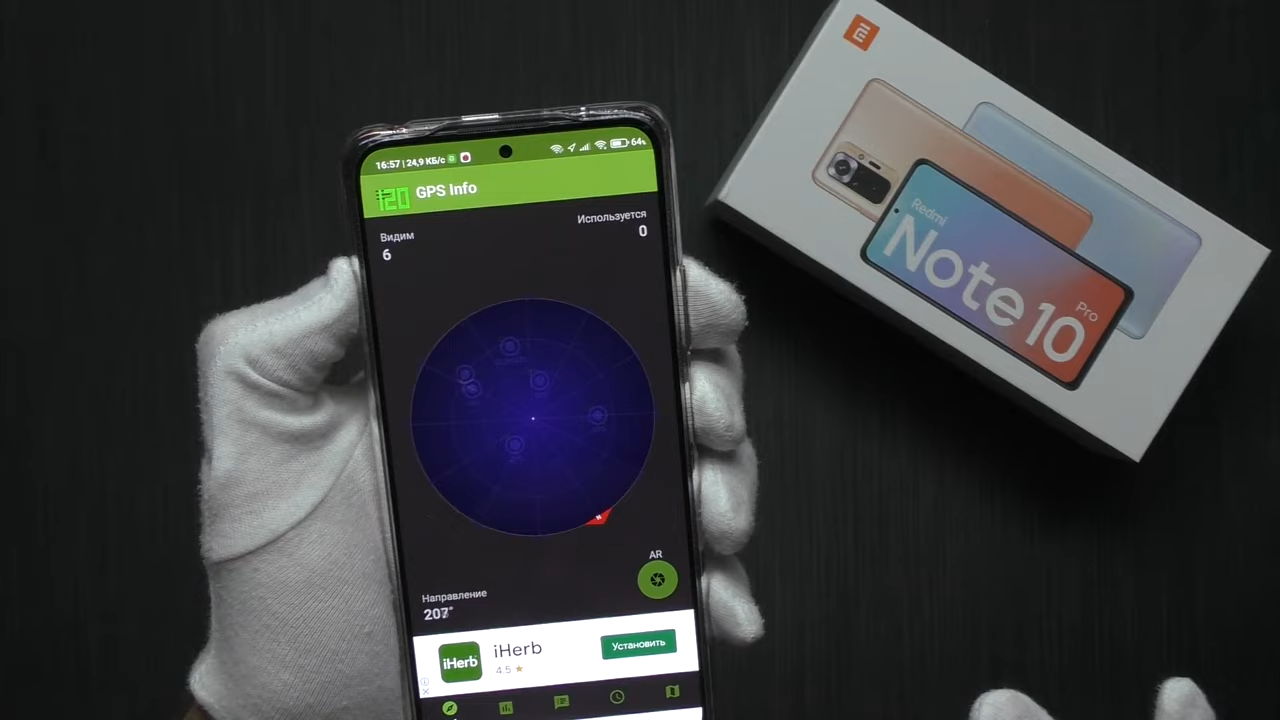 16:57 | 24,9 КБ/с
64%
GPS Info
Видим
6
Используется
0
AR
Направление
207°
iHerb
iHerb
4.5 ★
Установить
Redmi
Note 10
Pro